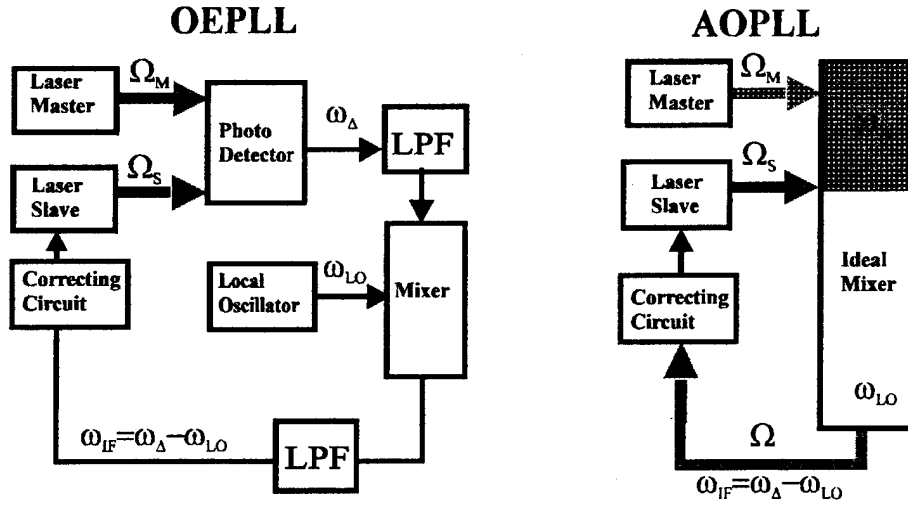 OEPLL
Laser
Master
Ω_M
Photo
Detector
ω_Δ
LPF
Laser
Slave
Ω_S
Correcting
Circuit
Local
Oscillator
ω_LO
Mixer
ω_IF=ω_Δ−ω_LO
LPF
AOPLL
Laser
Master
Ω_M
Laser
Slave
Ω_S
Ideal
Mixer
Correcting
Circuit
ω_LO
Ω
ω_IF=ω_Δ−ω_LO